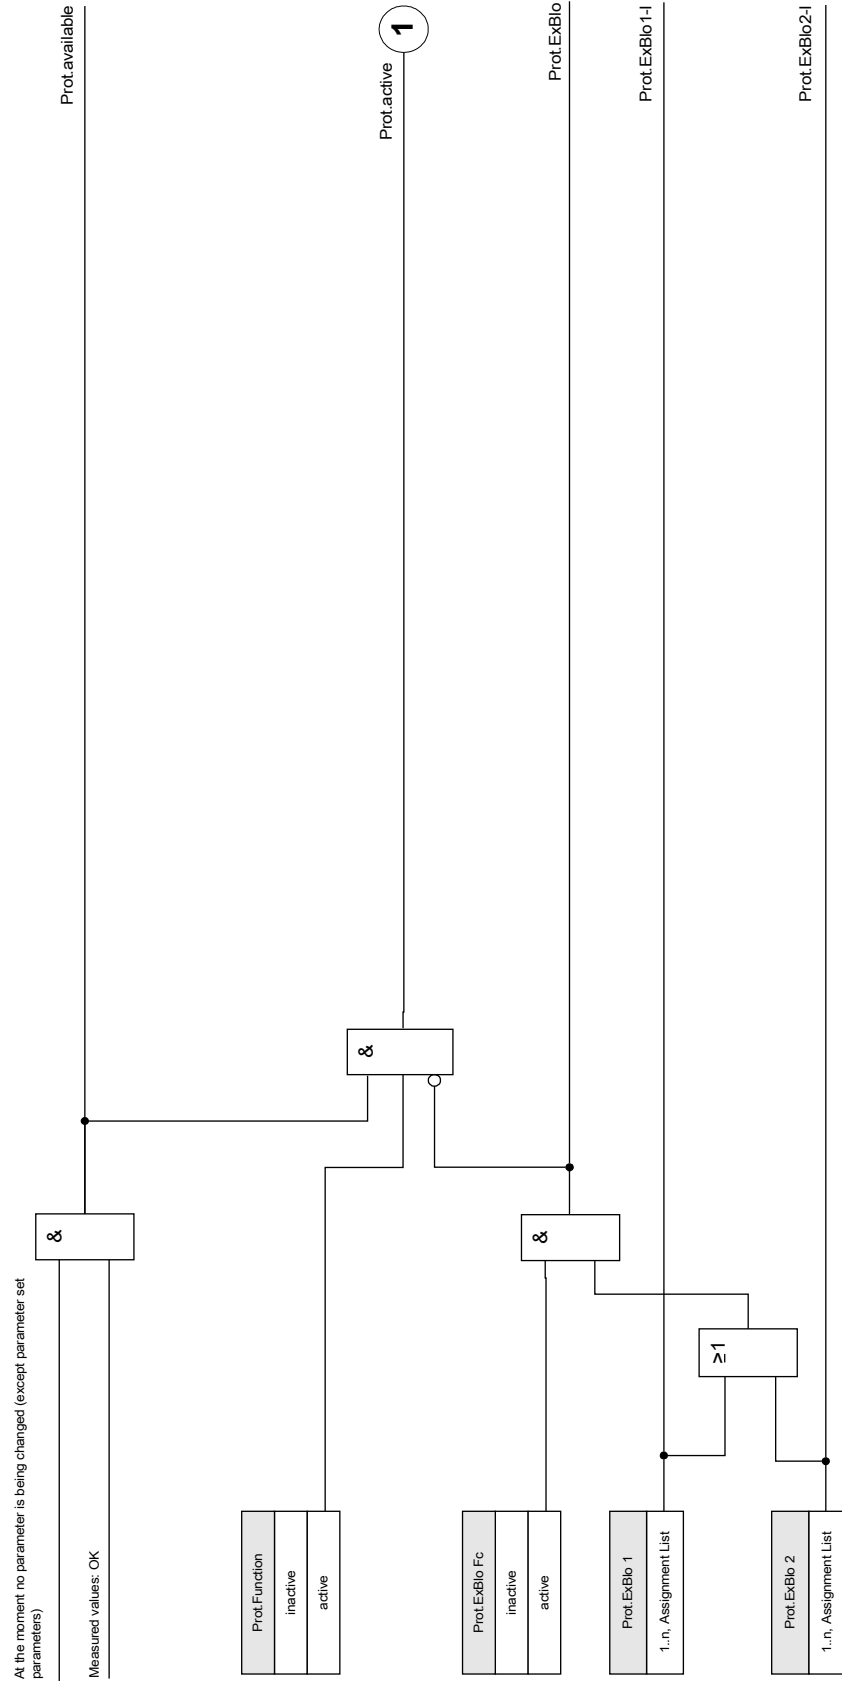 Prot.available
Prot.active
1
Prot.ExBlo
Prot.ExBlo1-I
Prot.ExBlo2-I
&
&
&
≥1
At the moment no parameter is being changed (except parameter set
parameters)
Measured values: OK
Prot.Function
inactive
active
Prot.ExBlo Fc
inactive
active
Prot.ExBlo 1
1..n, Assignment List
Prot.ExBlo 2
1..n, Assignment List